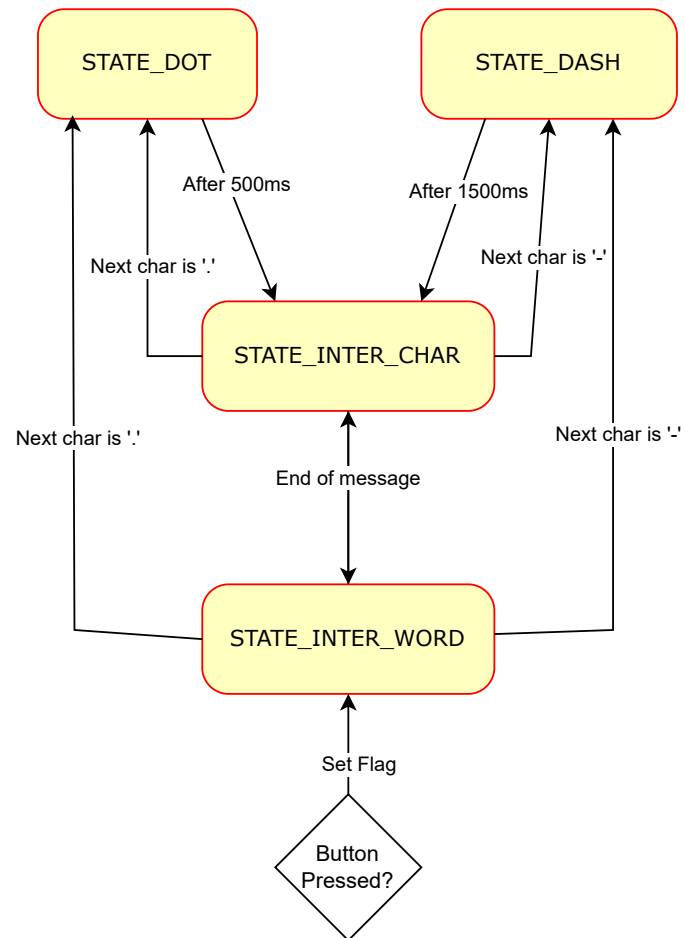 STATE_DOT
STATE_DASH
After 500ms
After 1500ms
Next char is '.'
Next char is '-'
STATE_INTER_CHAR
Next char is '.'
Next char is '-'
End of message
STATE_INTER_WORD
Set Flag
Button
Pressed?